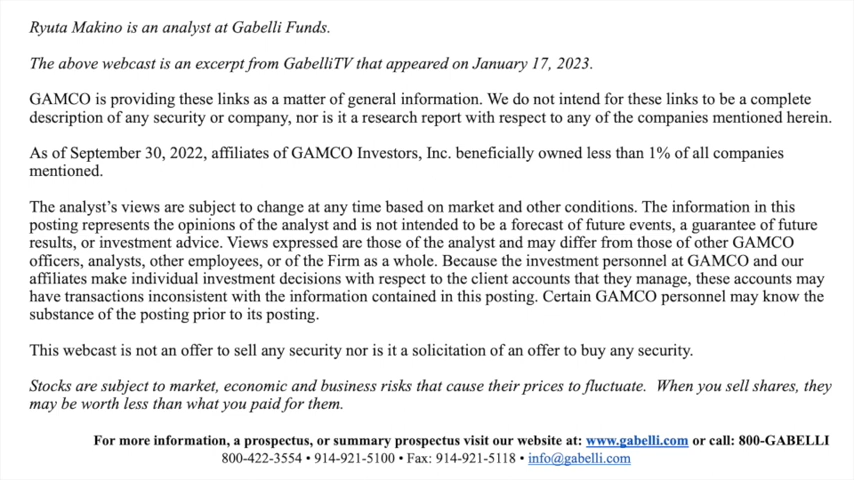 Ryuta Makino is an analyst at Gabelli Funds.
The above webcast is an excerpt from GabelliTV that appeared on January 17, 2023.
GAMCO is providing these links as a matter of general information. We do not intend for these links to be a complete
description of any security or company, nor is it a research report with respect to any of the companies mentioned herein.
As of September 30, 2022, affiliates of GAMCO Investors, Inc. beneficially owned less than 1% of all companies
mentioned.
The analyst’s views are subject to change at any time based on market and other conditions. The information in this
posting represents the opinions of the analyst and is not intended to be a forecast of future events, a guarantee of future
results, or investment advice. Views expressed are those of the analyst and may differ from those of other GAMCO
officers, analysts, other employees, or of the Firm as a whole. Because the investment personnel at GAMCO and our
affiliates make individual investment decisions with respect to the client accounts that they manage, these accounts may
have transactions inconsistent with the information contained in this posting. Certain GAMCO personnel may know the
substance of the posting prior to its posting.
This webcast is not an offer to sell any security nor is it a solicitation of an offer to buy any security.
Stocks are subject to market, economic and business risks that cause their prices to fluctuate. When you sell shares, they
may be worth less than what you paid for them.
For more information, a prospectus, or summary prospectus visit our website at: www.gabelli.com or call: 800-GABELLI
800-422-3554 • 914-921-5100 • Fax: 914-921-5118 • info@gabelli.com